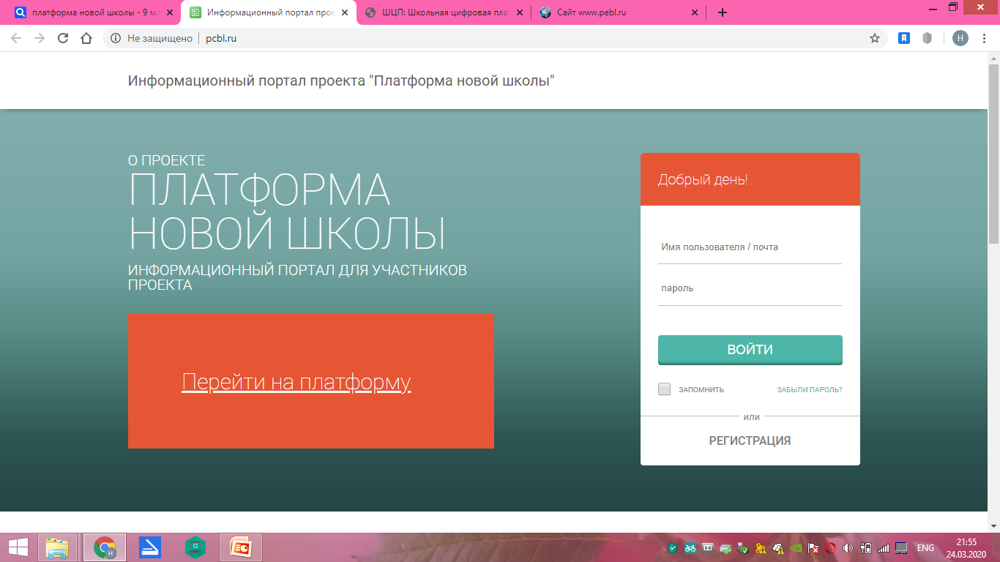 платформа новой школы - 9 мл
Информационный портал прое
ШЦП: Школьная цифровая пла
Сайт www.pebl.ru
Не защищено
pcbl.ru
Н
Информационный портал проекта "Платформа новой школы"
О ПРОЕКТЕ
ПЛАТФОРМА
НОВОЙ ШКОЛЫ
ИНФОРМАЦИОННЫЙ ПОРТАЛ ДЛЯ УЧАСТНИКОВ
ПРОЕКТА
Перейти на платформу
Добрый день!
Имя пользователя / почта
пароль
ВОЙТИ
ЗАПОМНИТЬ
ЗАБЫЛИ ПАРОЛЬ?
или
РЕГИСТРАЦИЯ
Н
ENG
21:55
24.03.2020